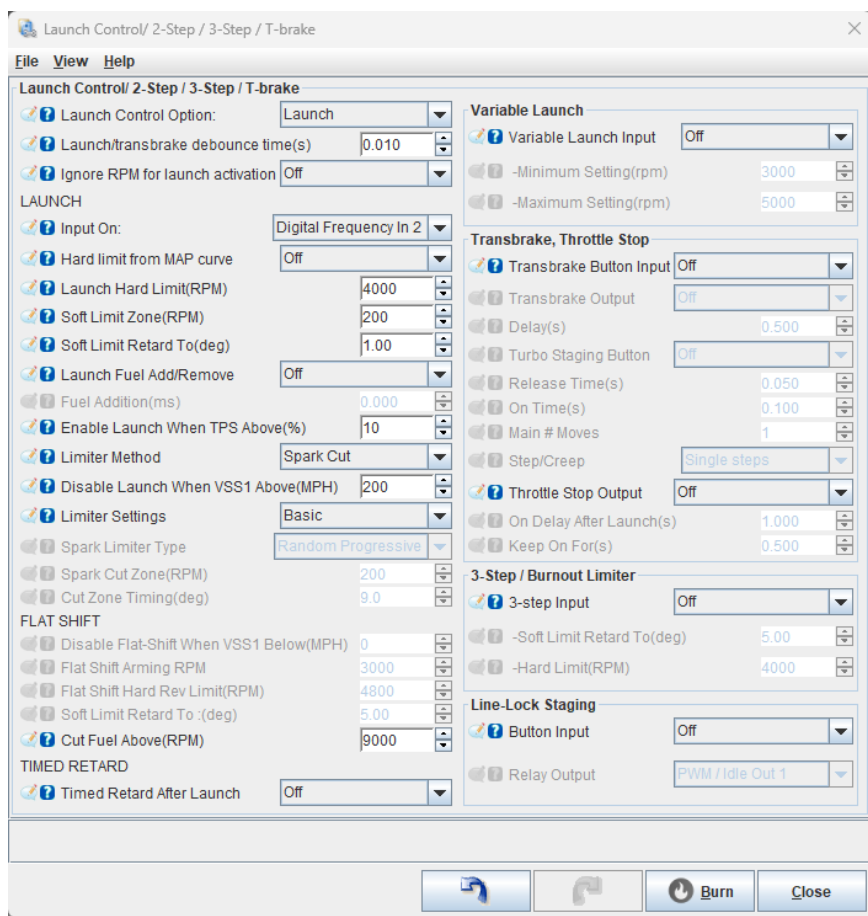 Launch Control/ 2-Step / 3-Step / T-brake
File View Help
Launch Control/ 2-Step / 3-Step / T-brake
Launch Control Option: Launch
Launch/transbrake debounce time(s) 0.010
Ignore RPM for launch activation Off
LAUNCH
Input On: Digital Frequency In 2
Hard limit from MAP curve Off
Launch Hard Limit(RPM) 4000
Soft Limit Zone(RPM) 200
Soft Limit Retard To(deg) 1.00
Launch Fuel Add/Remove Off
Fuel Addition(ms) 0.000
Enable Launch When TPS Above(%) 10
Limiter Method Spark Cut
Disable Launch When VSS1 Above(MPH) 200
Limiter Settings Basic
Spark Limiter Type Random Progressive
Spark Cut Zone(RPM) 200
Cut Zone Timing(deg) 9.0
FLAT SHIFT
Disable Flat-Shift When VSS1 Below(MPH) 0
Flat Shift Arming RPM 3000
Flat Shift Hard Rev Limit(RPM) 4800
Soft Limit Retard To :(deg) 5.00
Cut Fuel Above(RPM) 9000
TIMED RETARD
Timed Retard After Launch Off
Variable Launch
Variable Launch Input Off
-Minimum Setting(rpm) 3000
-Maximum Setting(rpm) 5000
Transbrake, Throttle Stop
Transbrake Button Input Off
Transbrake Output Off
Delay(s) 0.500
Turbo Staging Button Off
Release Time(s) 0.050
On Time(s) 0.100
Main # Moves 1
Step/Creep Single steps
Throttle Stop Output Off
On Delay After Launch(s) 1.000
Keep On For(s) 0.500
3-Step / Burnout Limiter
3-step Input Off
-Soft Limit Retard To(deg) 5.00
-Hard Limit(RPM) 4000
Line-Lock Staging
Button Input Off
Relay Output PWM / Idle Out 1
Burn Close